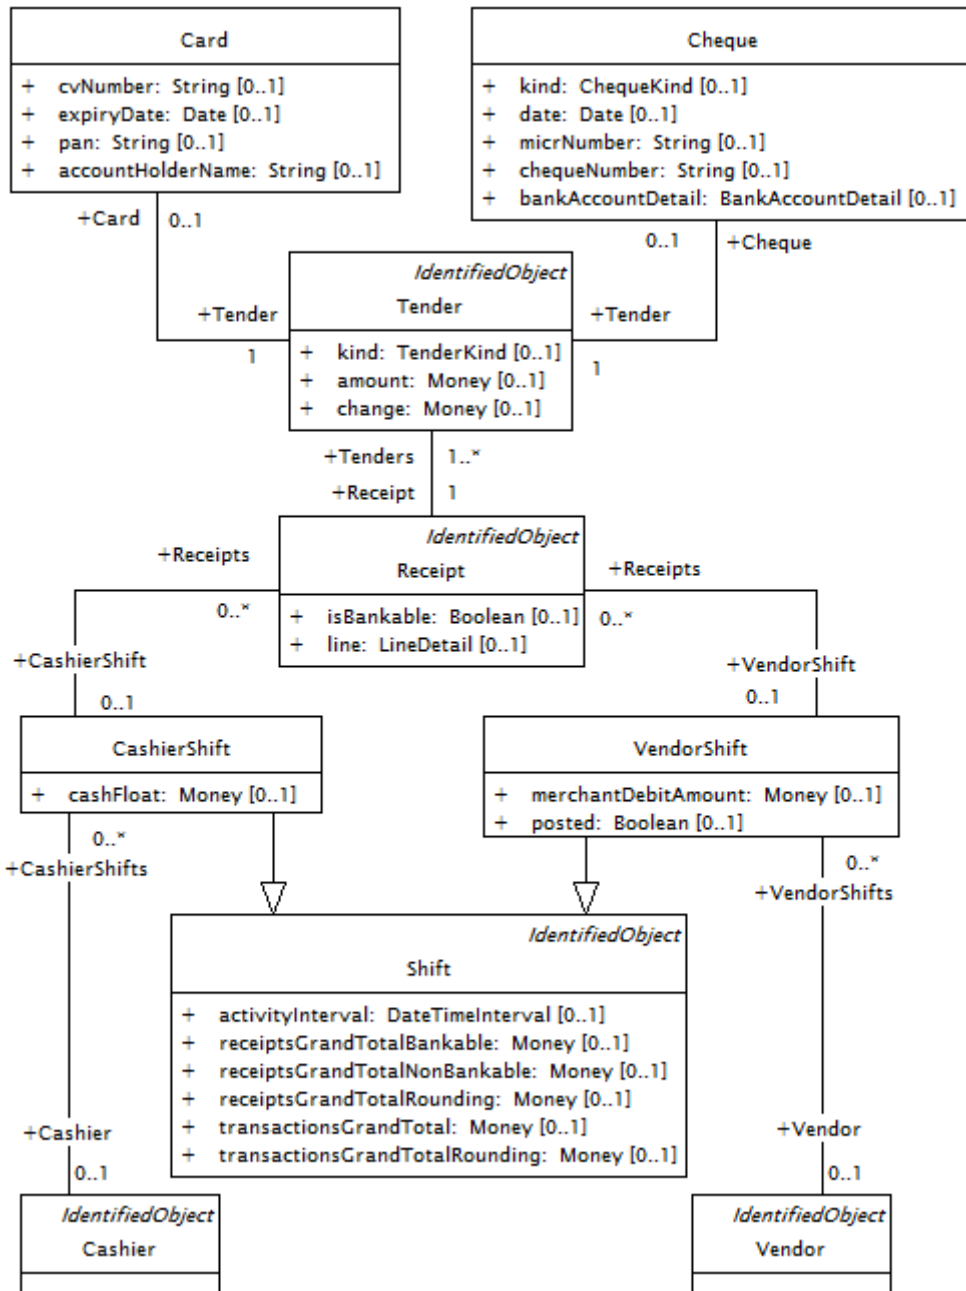 Card
+ cvNumber: String [0..1]
+ expiryDate: Date [0..1]
+ pan: String [0..1]
+ accountHolderName: String [0..1]
Cheque
+ kind: ChequeKind [0..1]
+ date: Date [0..1]
+ micrNumber: String [0..1]
+ chequeNumber: String [0..1]
+ bankAccountDetail: BankAccountDetail [0..1]
+Card 0..1
0..1 +Cheque
+Tender
1
+Tender
1
IdentifiedObject
Tender
+ kind: TenderKind [0..1]
+ amount: Money [0..1]
+ change: Money [0..1]
+Tenders 1..*
+Receipt 1
IdentifiedObject
Receipt
+ isBankable: Boolean [0..1]
+ line: LineDetail [0..1]
+Receipts
0..*
+Receipts
0..*
+CashierShift
0..1
+VendorShift
0..1
CashierShift
+ cashFloat: Money [0..1]
VendorShift
+ merchantDebitAmount: Money [0..1]
+ posted: Boolean [0..1]
0..*
+CashierShifts
0..*
+VendorShifts
IdentifiedObject
Shift
+ activityInterval: DateTimeInterval [0..1]
+ receiptsGrandTotalBankable: Money [0..1]
+ receiptsGrandTotalNonBankable: Money [0..1]
+ receiptsGrandTotalRounding: Money [0..1]
+ transactionsGrandTotal: Money [0..1]
+ transactionsGrandTotalRounding: Money [0..1]
+Cashier
0..1
+Vendor
0..1
IdentifiedObject
Cashier
IdentifiedObject
Vendor